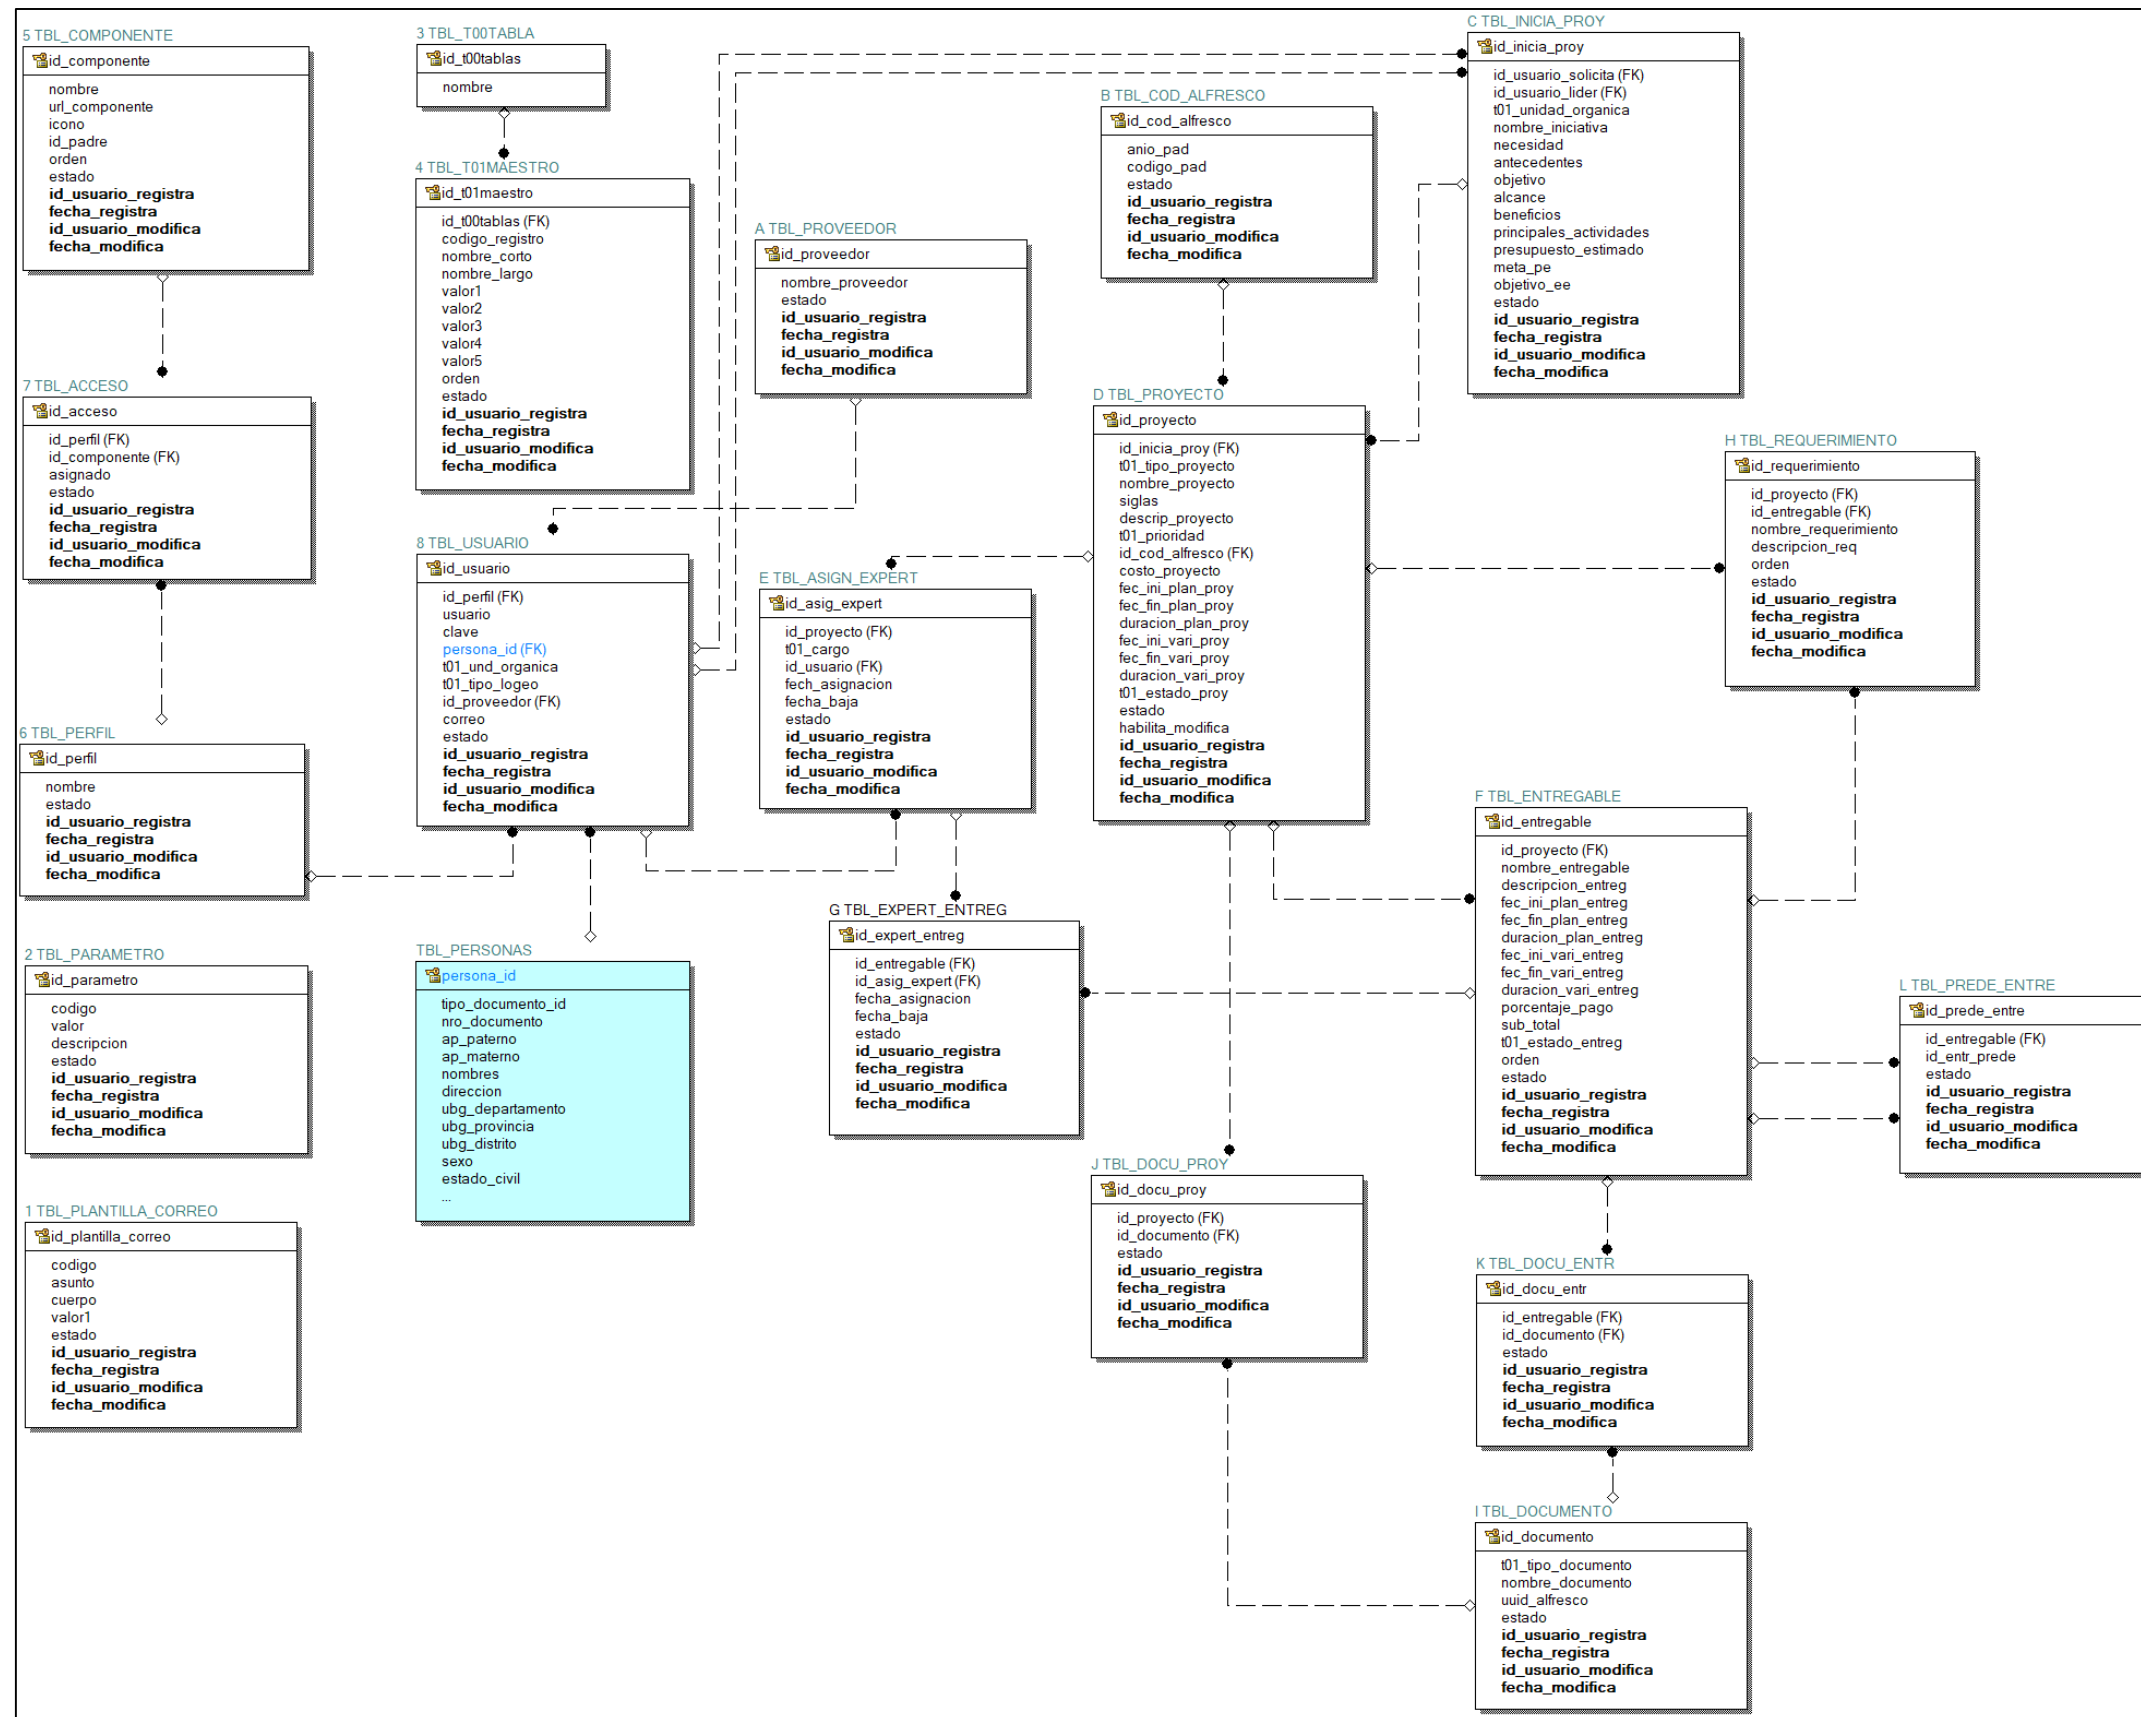 5 TBL_COMPONENTE
id_componente
nombre
url_componente
icono
id_padre
orden
estado
id_usuario_registra
fecha_registra
id_usuario_modifica
fecha_modifica
3 TBL_T00TABLA
id_t00tablas
nombre
4 TBL_T01MAESTRO
id_t01maestro
id_t00tablas (FK)
codigo_registro
nombre_corto
nombre_largo
valor1
valor2
valor3
valor4
valor5
orden
estado
id_usuario_registra
fecha_registra
id_usuario_modifica
fecha_modifica
A TBL_PROVEEDOR
id_proveedor
nombre_proveedor
estado
id_usuario_registra
fecha_registra
id_usuario_modifica
fecha_modifica
B TBL_COD_ALFRESCO
id_cod_alfresco
anio_pad
codigo_pad
estado
id_usuario_registra
fecha_registra
id_usuario_modifica
fecha_modifica
C TBL_INICIA_PROY
id_inicia_proy
id_usuario_solicita (FK)
id_usuario_lider (FK)
t01_unidad_organica
nombre_iniciativa
necesidad
antecedentes
objetivo
alcance
beneficios
principales_actividades
presupuesto_estimado
meta_pe
objetivo_ee
estado
id_usuario_registra
fecha_registra
id_usuario_modifica
fecha_modifica
7 TBL_ACCESO
id_acceso
id_perfil (FK)
id_componente (FK)
asignado
estado
id_usuario_registra
fecha_registra
id_usuario_modifica
fecha_modifica
8 TBL_USUARIO
id_usuario
id_perfil (FK)
usuario
clave
persona_id (FK)
t01_und_organica
t01_tipo_logeo
id_proveedor (FK)
correo
estado
id_usuario_registra
fecha_registra
id_usuario_modifica
fecha_modifica
E TBL_ASIGN_EXPERT
id_asig_expert
id_proyecto (FK)
t01_cargo
id_usuario (FK)
fech_asignacion
fecha_baja
estado
id_usuario_registra
fecha_registra
id_usuario_modifica
fecha_modifica
D TBL_PROYECTO
id_proyecto
id_inicia_proy (FK)
t01_tipo_proyecto
nombre_proyecto
siglas
descrip_proyecto
t01_prioridad
id_cod_alfresco (FK)
costo_proyecto
fec_ini_plan_proy
fec_fin_plan_proy
duracion_plan_proy
fec_ini_vari_proy
fec_fin_vari_proy
duracion_vari_proy
t01_estado_proy
estado
habilita_modifica
id_usuario_registra
fecha_registra
id_usuario_modifica
fecha_modifica
H TBL_REQUERIMIENTO
id_requerimiento
id_proyecto (FK)
id_entregable (FK)
nombre_requerimiento
descripcion_req
orden
estado
id_usuario_registra
fecha_registra
id_usuario_modifica
fecha_modifica
6 TBL_PERFIL
id_perfil
nombre
estado
id_usuario_registra
fecha_registra
id_usuario_modifica
fecha_modifica
F TBL_ENTREGABLE
id_entregable
id_proyecto (FK)
nombre_entregable
descripcion_entreg
fec_ini_plan_entreg
fec_fin_plan_entreg
duracion_plan_entreg
fec_ini_vari_entreg
fec_fin_vari_entreg
duracion_vari_entreg
porcentaje_pago
sub_total
t01_estado_entreg
orden
estado
id_usuario_registra
fecha_registra
id_usuario_modifica
fecha_modifica
G TBL_EXPERT_ENTREG
id_expert_entreg
id_entregable (FK)
id_asig_expert (FK)
fecha_asignacion
fecha_baja
estado
id_usuario_registra
fecha_registra
id_usuario_modifica
fecha_modifica
2 TBL_PARAMETRO
id_parametro
codigo
valor
descripcion
estado
id_usuario_registra
fecha_registra
id_usuario_modifica
fecha_modifica
TBL_PERSONAS
persona_id
tipo_documento_id
nro_documento
ap_paterno
ap_materno
nombres
direccion
ubg_departamento
ubg_provincia
ubg_distrito
sexo
estado_civil
...
L TBL_PREDE_ENTRE
id_prede_entre
id_entregable (FK)
id_entr_prede
estado
id_usuario_registra
fecha_registra
id_usuario_modifica
fecha_modifica
J TBL_DOCU_PROY
id_docu_proy
id_proyecto (FK)
id_documento (FK)
estado
id_usuario_registra
fecha_registra
id_usuario_modifica
fecha_modifica
1 TBL_PLANTILLA_CORREO
id_plantilla_correo
codigo
asunto
cuerpo
valor1
estado
id_usuario_registra
fecha_registra
id_usuario_modifica
fecha_modifica
K TBL_DOCU_ENTR
id_docu_entr
id_entregable (FK)
id_documento (FK)
estado
id_usuario_registra
fecha_registra
id_usuario_modifica
fecha_modifica
I TBL_DOCUMENTO
id_documento
t01_tipo_documento
nombre_documento
uuid_alfresco
estado
id_usuario_registra
fecha_registra
id_usuario_modifica
fecha_modifica